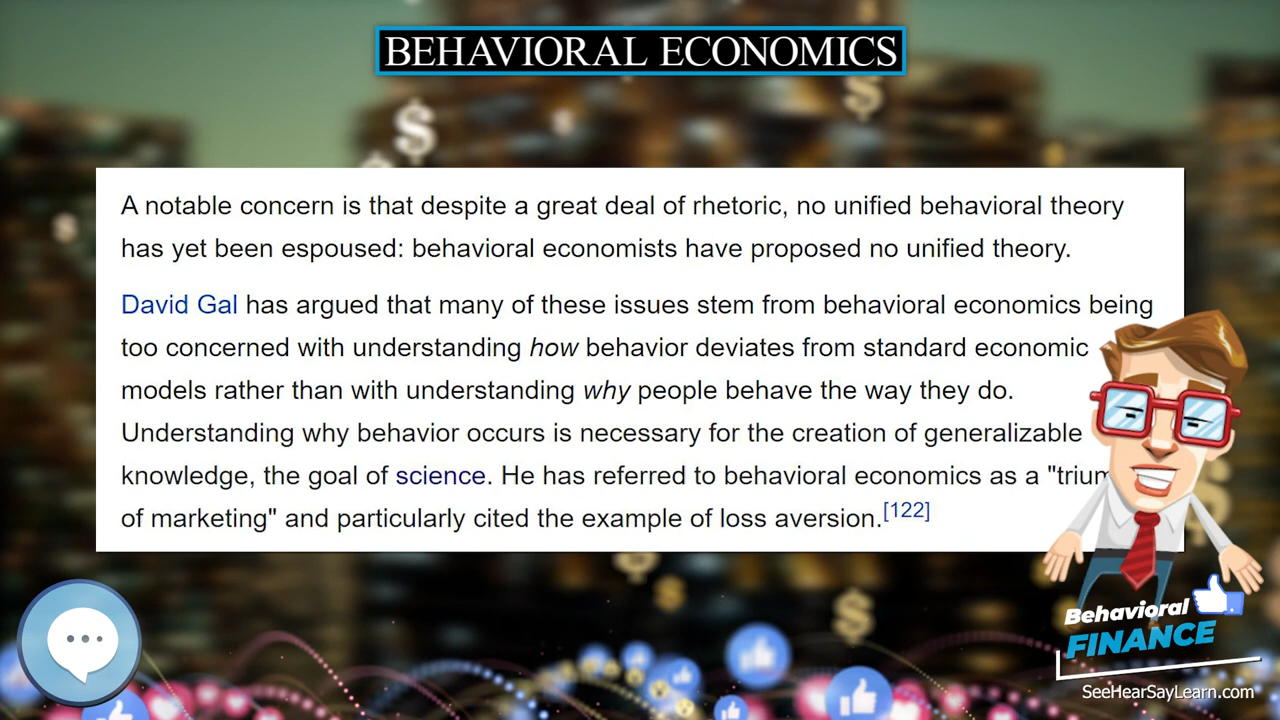 BEHAVIORAL ECONOMICS
A notable concern is that despite a great deal of rhetoric, no unified behavioral theory
has yet been espoused: behavioral economists have proposed no unified theory.
David Gal has argued that many of these issues stem from behavioral economics being
too concerned with understanding how behavior deviates from standard economic
models rather than with understanding why people behave the way they do.
Understanding why behavior occurs is necessary for the creation of generalizable
knowledge, the goal of science. He has referred to behavioral economics as a
of marketing" and particularly cited the example of loss aversion.[122]
Behavioral
FINANCE
SeeHearSayLearn.com